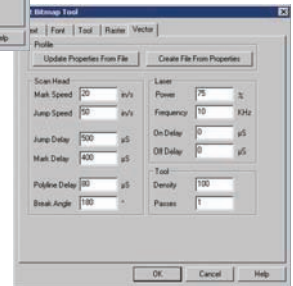 Help
t Bitmap Tool
ext Font Tool Raster Vector
Profile
Update Properties From File Create File From Properties
Scan Head
Mark Speed 20 in/s
Jump Speed 50 in/s
Jump Delay 500 µS
Mark Delay 400 µS
Polyline Delay 80 µS
Break Angle 180 °
Laser
Power 75 %
Frequency 10 KHz
On Delay 0 µS
Off Delay 0 µS
Tool
Density 100
Passes 1
OK Cancel Help